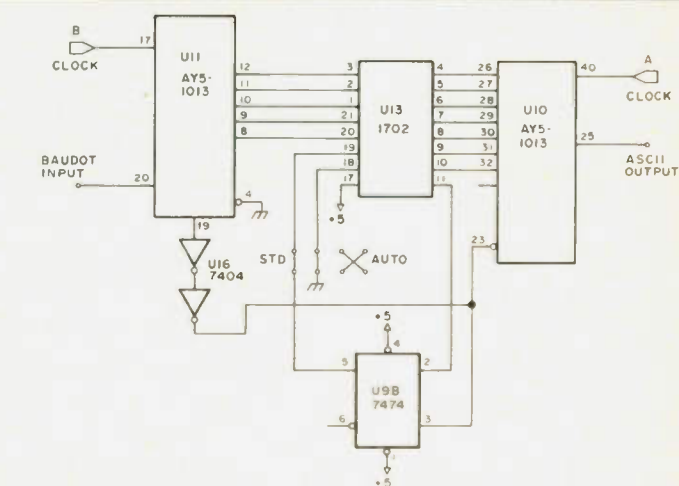 B
CLOCK
17
U11
AY5-
1013
12
11
10
9
8
BAUDOT
INPUT
20
4
19
U16
7404
3
2
1
21
20
19
18
17
U13
1702
4
5
6
7
8
9
10
11
26
27
28
29
30
31
32
23
U10
AY5-
1013
40
A
CLOCK
25
ASCII
OUTPUT
+5
STD
AUTO
+5
4
5
2
U9B
7474
6
3
+5